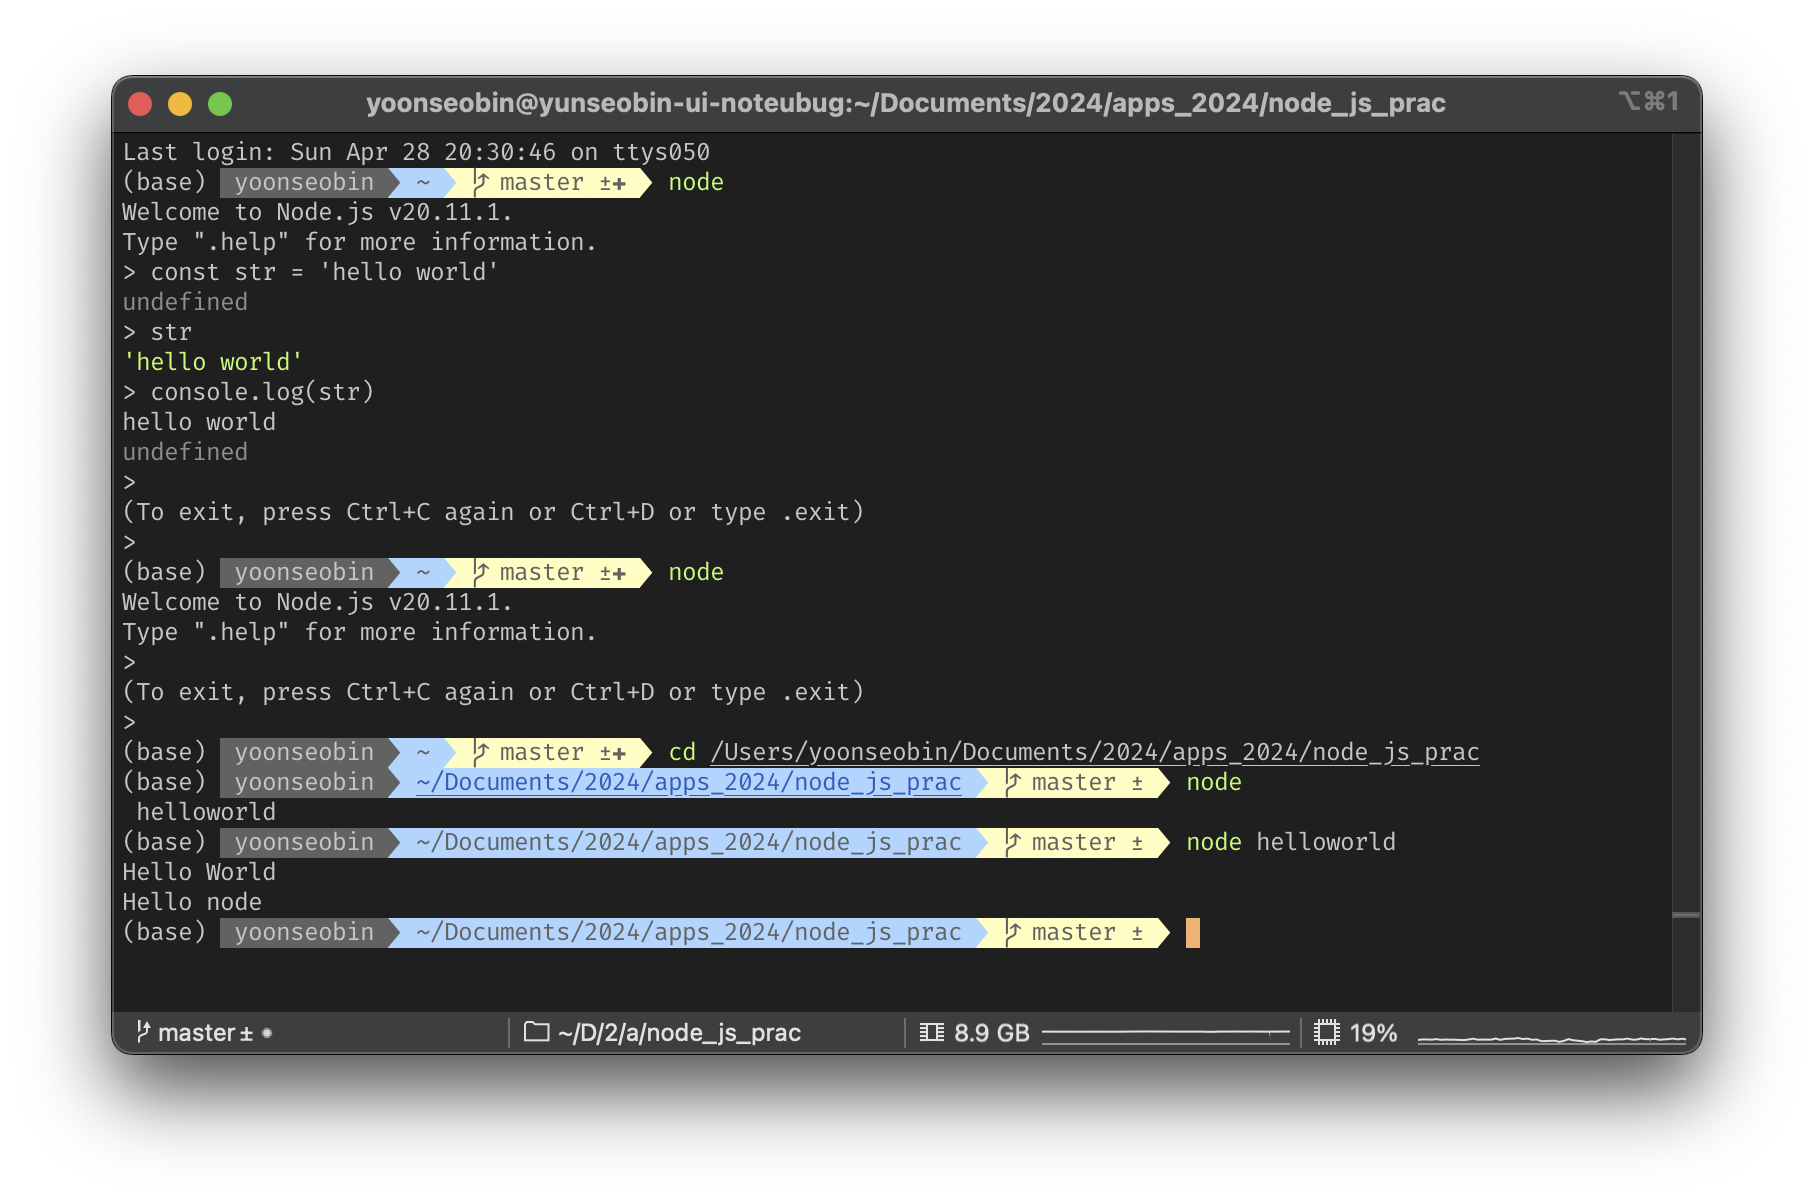 yoonseobin@yunseobin-ui-noteubug:~/Documents/2024/apps_2024/node_js_prac ⌥⌘1
Last login: Sun Apr 28 20:30:46 on ttys050
(base) yoonseobin ~ master ±✚ node
Welcome to Node.js v20.11.1.
Type ".help" for more information.
> const str = 'hello world'
undefined
> str
'hello world'
> console.log(str)
hello world
undefined
>
(To exit, press Ctrl+C again or Ctrl+D or type .exit)
>
(base) yoonseobin ~ master ±✚ node
Welcome to Node.js v20.11.1.
Type ".help" for more information.
>
(To exit, press Ctrl+C again or Ctrl+D or type .exit)
>
(base) yoonseobin ~ master ±✚ cd /Users/yoonseobin/Documents/2024/apps_2024/node_js_prac
(base) yoonseobin ~/Documents/2024/apps_2024/node_js_prac master ± node
helloworld
(base) yoonseobin ~/Documents/2024/apps_2024/node_js_prac master ± node helloworld
Hello World
Hello node
(base) yoonseobin ~/Documents/2024/apps_2024/node_js_prac master ±
master ± ● ~/D/2/a/node_js_prac 8.9 GB 19%